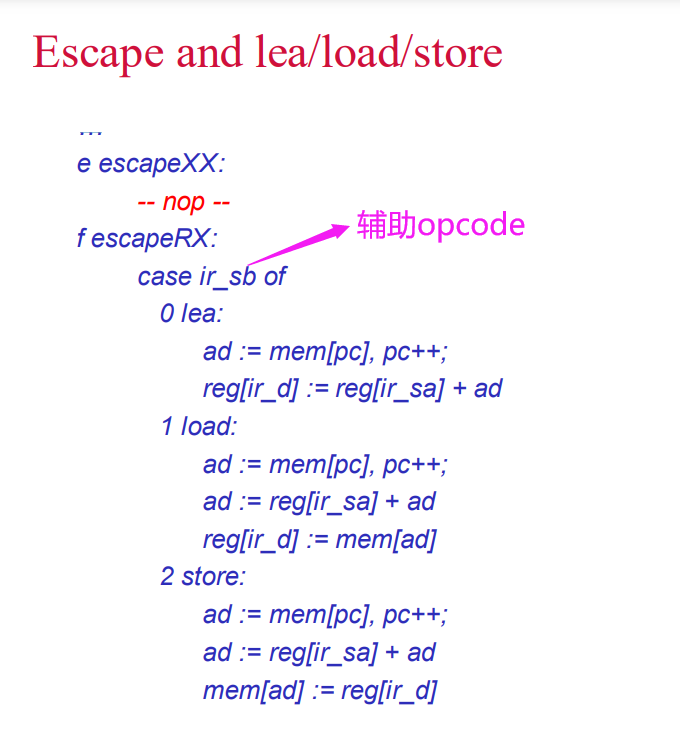 Escape and lea/load/store
...
e escapeXX:
-- nop --
f escapeRX:
辅助opcode
case ir_sb of
0 lea:
ad := mem[pc], pc++;
reg[ir_d] := reg[ir_sa] + ad
1 load:
ad := mem[pc], pc++;
ad := reg[ir_sa] + ad
reg[ir_d] := mem[ad]
2 store:
ad := mem[pc], pc++;
ad := reg[ir_sa] + ad
mem[ad] := reg[ir_d]